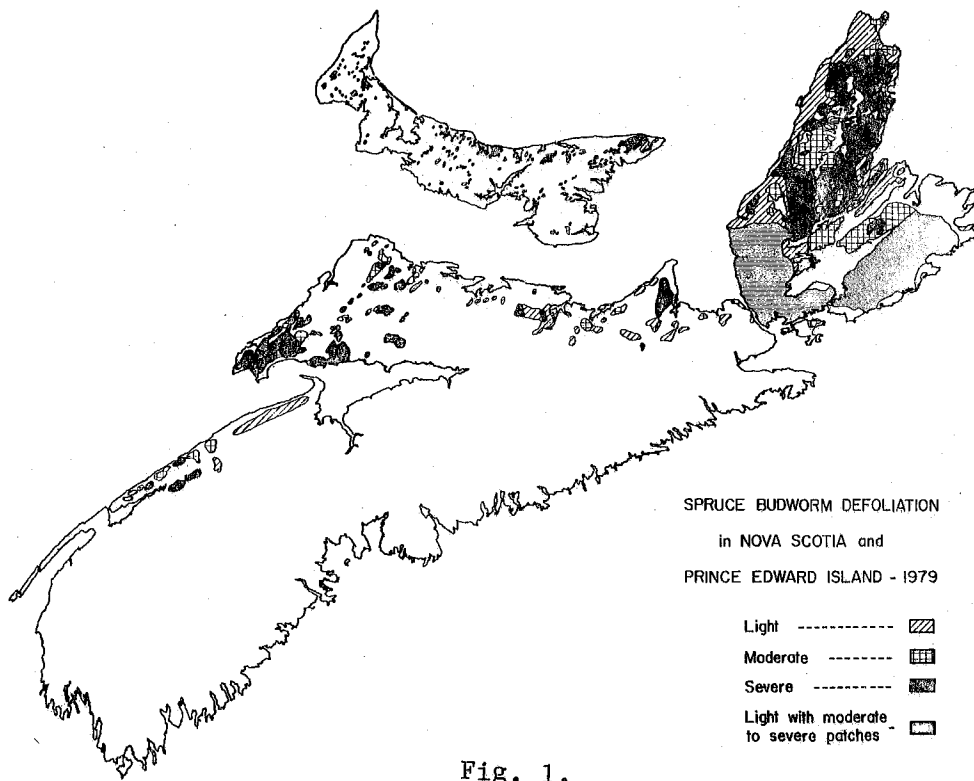 SPRUCE BUDWORM DEFOLIATION
in NOVA SCOTIA and
PRINCE EDWARD ISLAND - 1979
Light
Moderate
Severe
Light with moderate
to severe patches
Fig. 1.